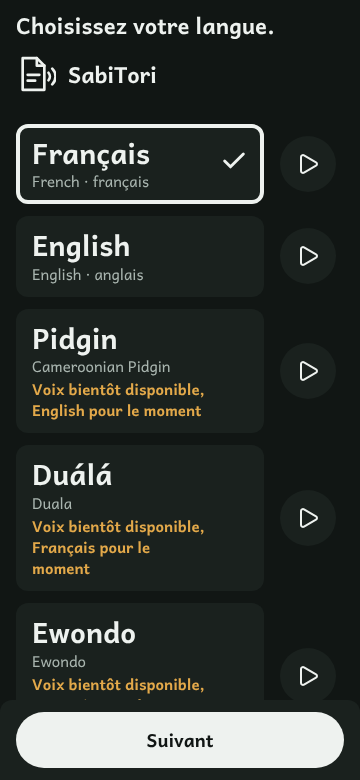 Choisissez votre langue.
SabiTori
Français
French · français
English
English · anglais
Pidgin
Cameroonian Pidgin
Voix bientôt disponible,
English pour le moment
Duálá
Duala
Voix bientôt disponible,
Français pour le
moment
Ewondo
Ewondo
Voix bientôt disponible,
Suivant